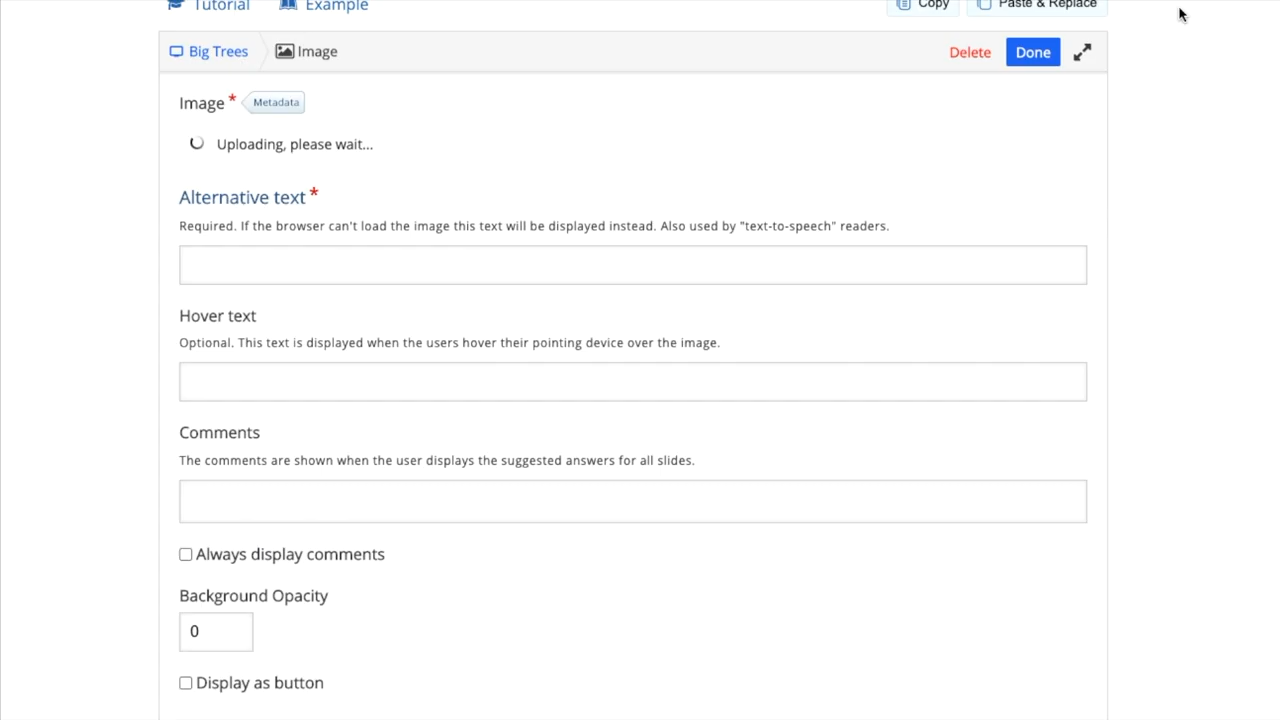 Tutorial Example Copy Paste & Replace
Big Trees Image Delete Done
Image * Metadata
Uploading, please wait...
Alternative text *
Required. If the browser can't load the image this text will be displayed instead. Also used by "text-to-speech" readers.
Hover text
Optional. This text is displayed when the users hover their pointing device over the image.
Comments
The comments are shown when the user displays the suggested answers for all slides.
Always display comments
Background Opacity
0
Display as button